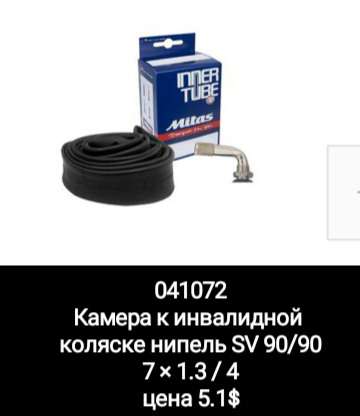 INNER
TUBE
Mitas
041072
Камера к инвалидной
коляске нипель SV 90/90
7 × 1.3 / 4
цена 5.1$